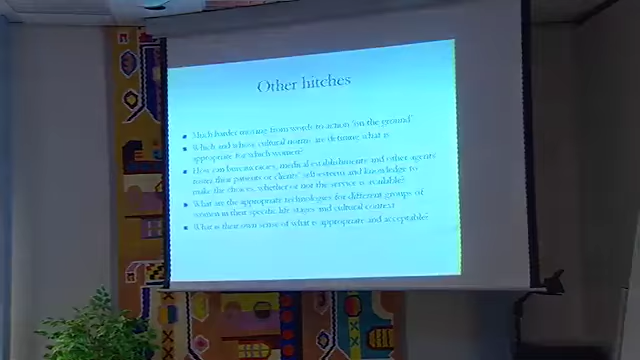 Other hitches
Much harder moving from words to action "on the ground"
Which and whose cultural norms are defining what is
appropriate for which women?
How can bureaucracies, medical establishments and other agents
foster their patients or clients' self-esteem and knowledge to
make the choices, whether or not the service is available?
What are the appropriate technologies for different groups of
women in their specific life stages and cultural context
What is their own sense of what is appropriate and acceptable?